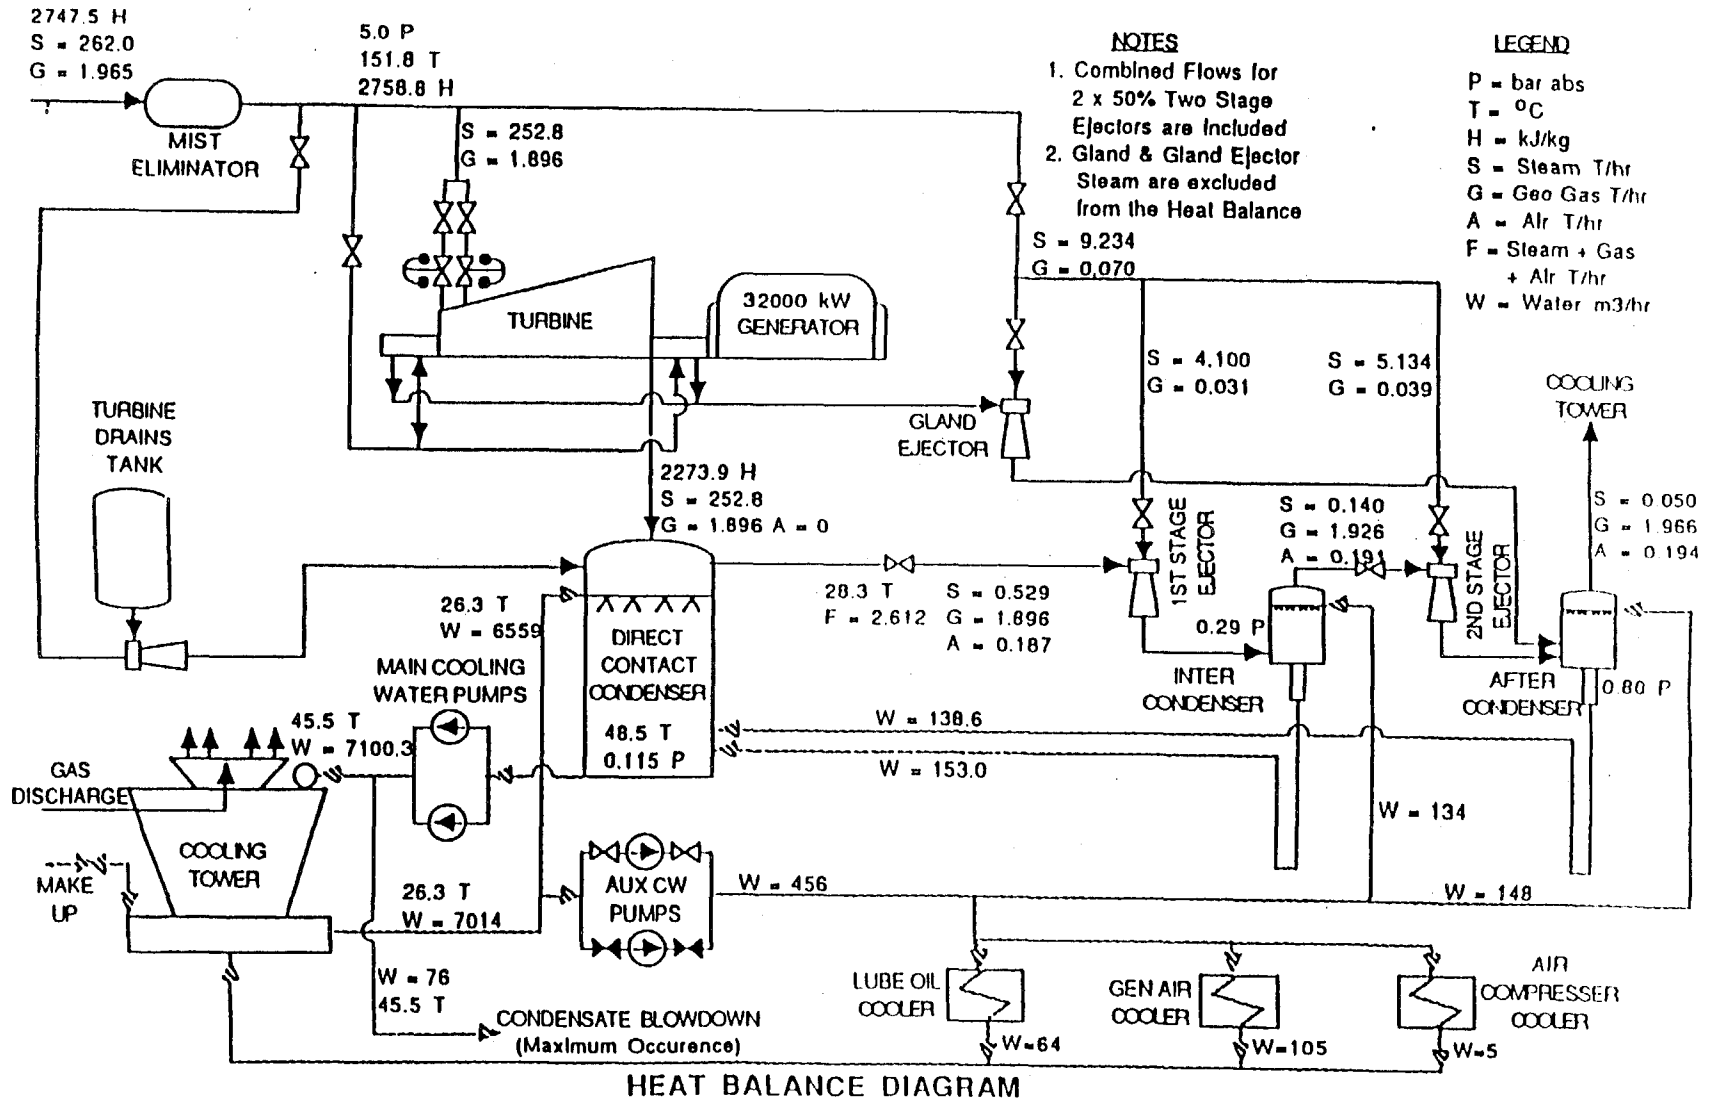 2747.5 H
S = 262.0
G = 1.965
5.0 P
151.8 T
2758.8 H
MIST
ELIMINATOR
S = 252.8
G = 1.896
NOTES
1. Combined Flows for
2 x 50% Two Stage
Ejectors are Included
2. Gland & Gland Ejector
Steam are excluded
from the Heat Balance
LEGEND
P = bar abs
T = °C
H = kJ/kg
S = Steam T/hr
G = Geo Gas T/hr
A = Air T/hr
F = Steam + Gas
+ Air T/hr
W = Water m3/hr
S = 9.234
G = 0.070
TURBINE
32000 kW
GENERATOR
S = 4.100
G = 0.031
S = 5.134
G = 0.039
COOLING
TOWER
TURBINE
DRAINS
TANK
GLAND
EJECTOR
2273.9 H
S = 252.8
G = 1.896 A = 0
1ST STAGE
EJECTOR
S = 0.140
G = 1.926
A = 0.191
2ND STAGE
EJECTOR
S = 0.050
G = 1.966
A = 0.194
28.3 T
F = 2.612
S = 0.529
G = 1.896
A = 0.187
26.3 T
W = 6559
DIRECT
CONTACT
CONDENSER
48.5 T
0.115 P
0.29 P
INTER
CONDENSER
AFTER
CONDENSER
0.80 P
MAIN COOLING
WATER PUMPS
45.5 T
W = 7100.3
W = 138.6
W = 153.0
GAS
DISCHARGE
COOLING
TOWER
MAKE
UP
26.3 T
W = 7014
AUX CW
PUMPS
W = 456
W = 134
W = 148
W = 76
45.5 T
CONDENSATE BLOWDOWN
(Maximum Occurence)
LUBE OIL
COOLER
W=64
GEN AIR
COOLER
W=105
AIR
COMPRESSER
COOLER
W=5
HEAT BALANCE DIAGRAM